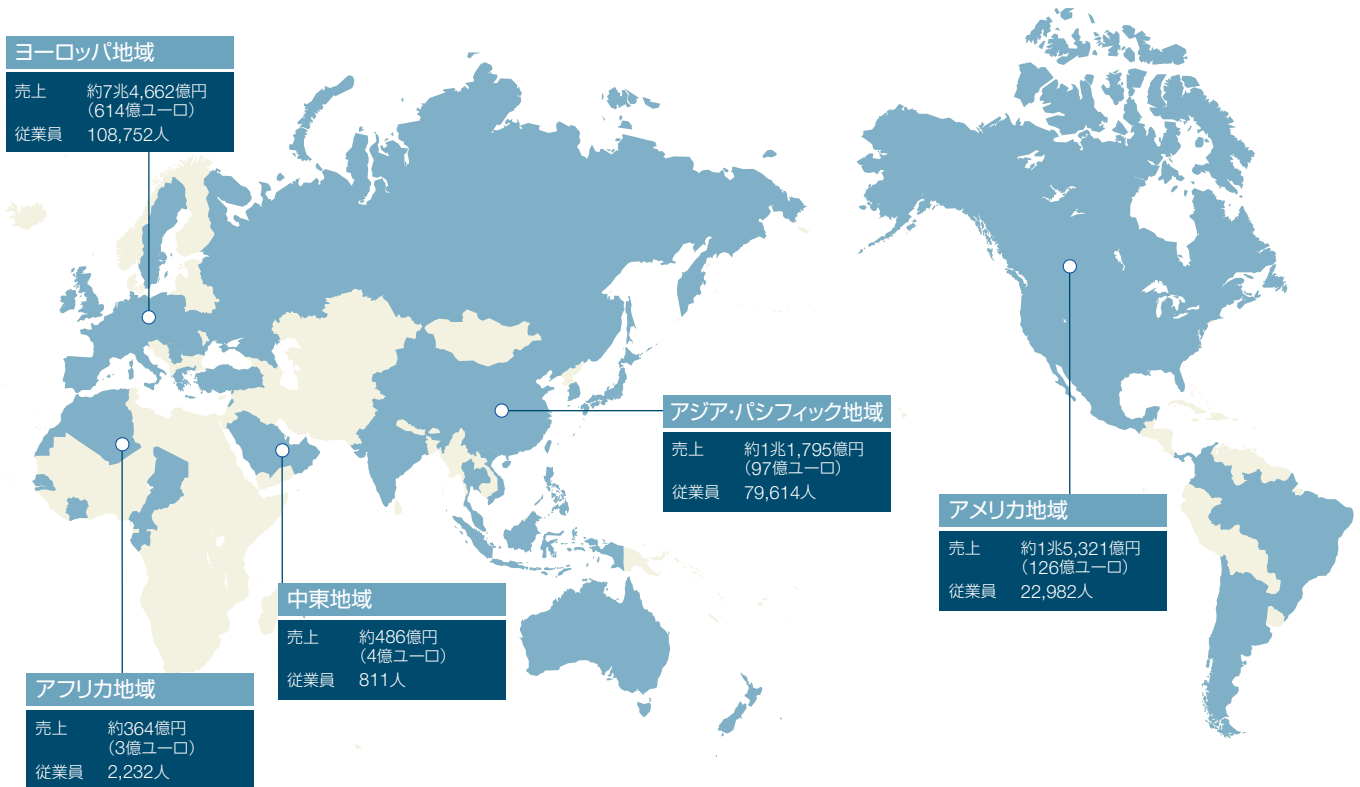 ヨーロッパ地域
売上 約7兆4,662億円
（614億ユーロ）
従業員 108,752人
アジア・パシフィック地域
売上 約1兆1,795億円
（97億ユーロ）
従業員 79,614人
アメリカ地域
売上 約1兆5,321億円
（126億ユーロ）
従業員 22,982人
中東地域
売上 約486億円
（4億ユーロ）
従業員 811人
アフリカ地域
売上 約364億円
（3億ユーロ）
従業員 2,232人